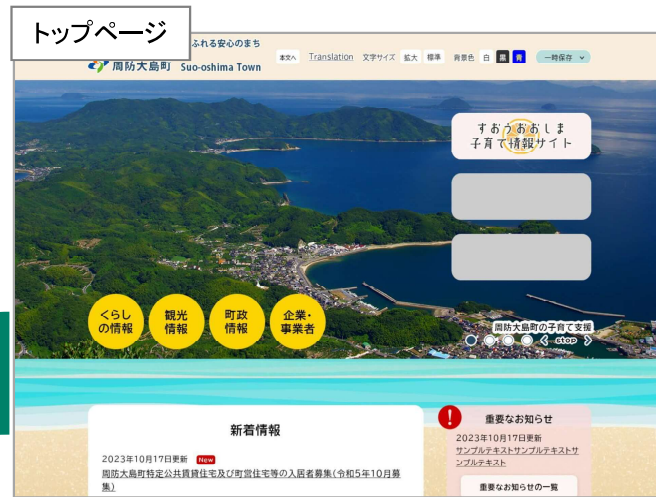 トップページ
ふれる安心のまち
周防大島町 Suo-oshima Town
本文へ Translation 文字サイズ 拡大 標準 背景色 白 黒 青 一時保存
すおうおおしま
子育て情報サイト
くらし
の情報
観光
情報
町政
情報
企業・
事業者
周防大島町の子育て支援
stop
新着情報
2023年10月17日更新 New
周防大島町特定公共賃貸住宅及び町営住宅等の入居者募集(令和5年10月募
集)
!
重要なお知らせ
2023年10月17日更新
サンプルテキストサンプルテキストサ
ンプルテキスト
重要なお知らせの一覧